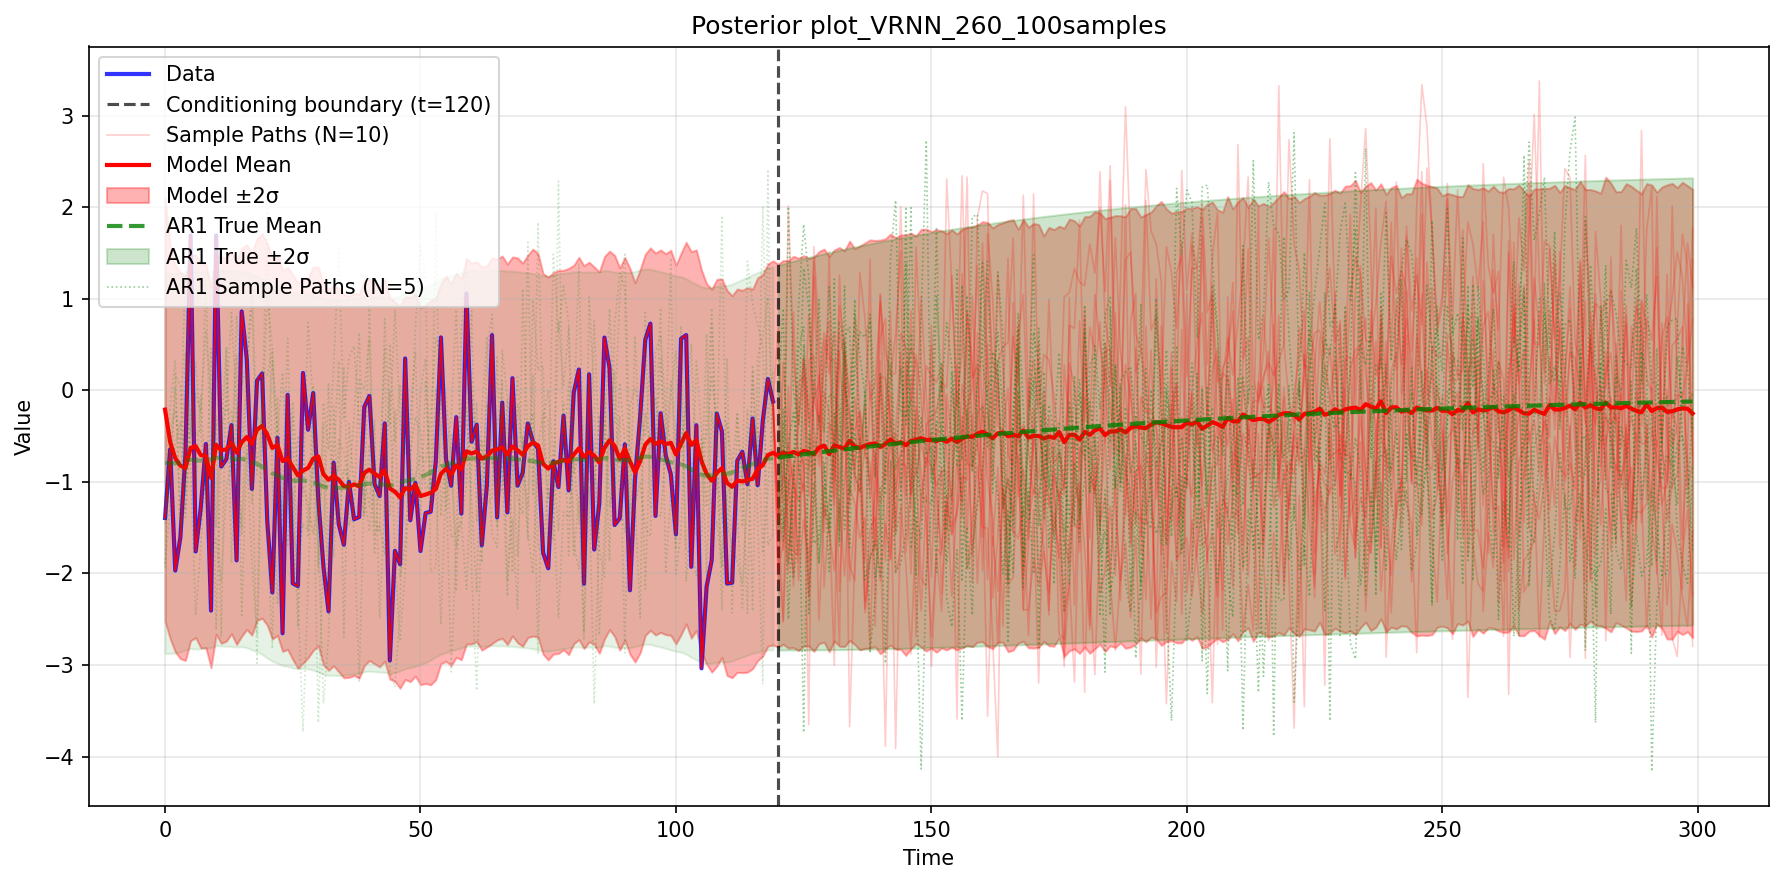 Posterior plot_VRNN_260_100samples
Data
Conditioning boundary (t=120)
Sample Paths (N=10)
Model Mean
Model ±2σ
AR1 True Mean
AR1 True ±2σ
AR1 Sample Paths (N=5)
Value
3
2
1
0
−1
−2
−3
−4
0
50
100
150
200
250
300
Time